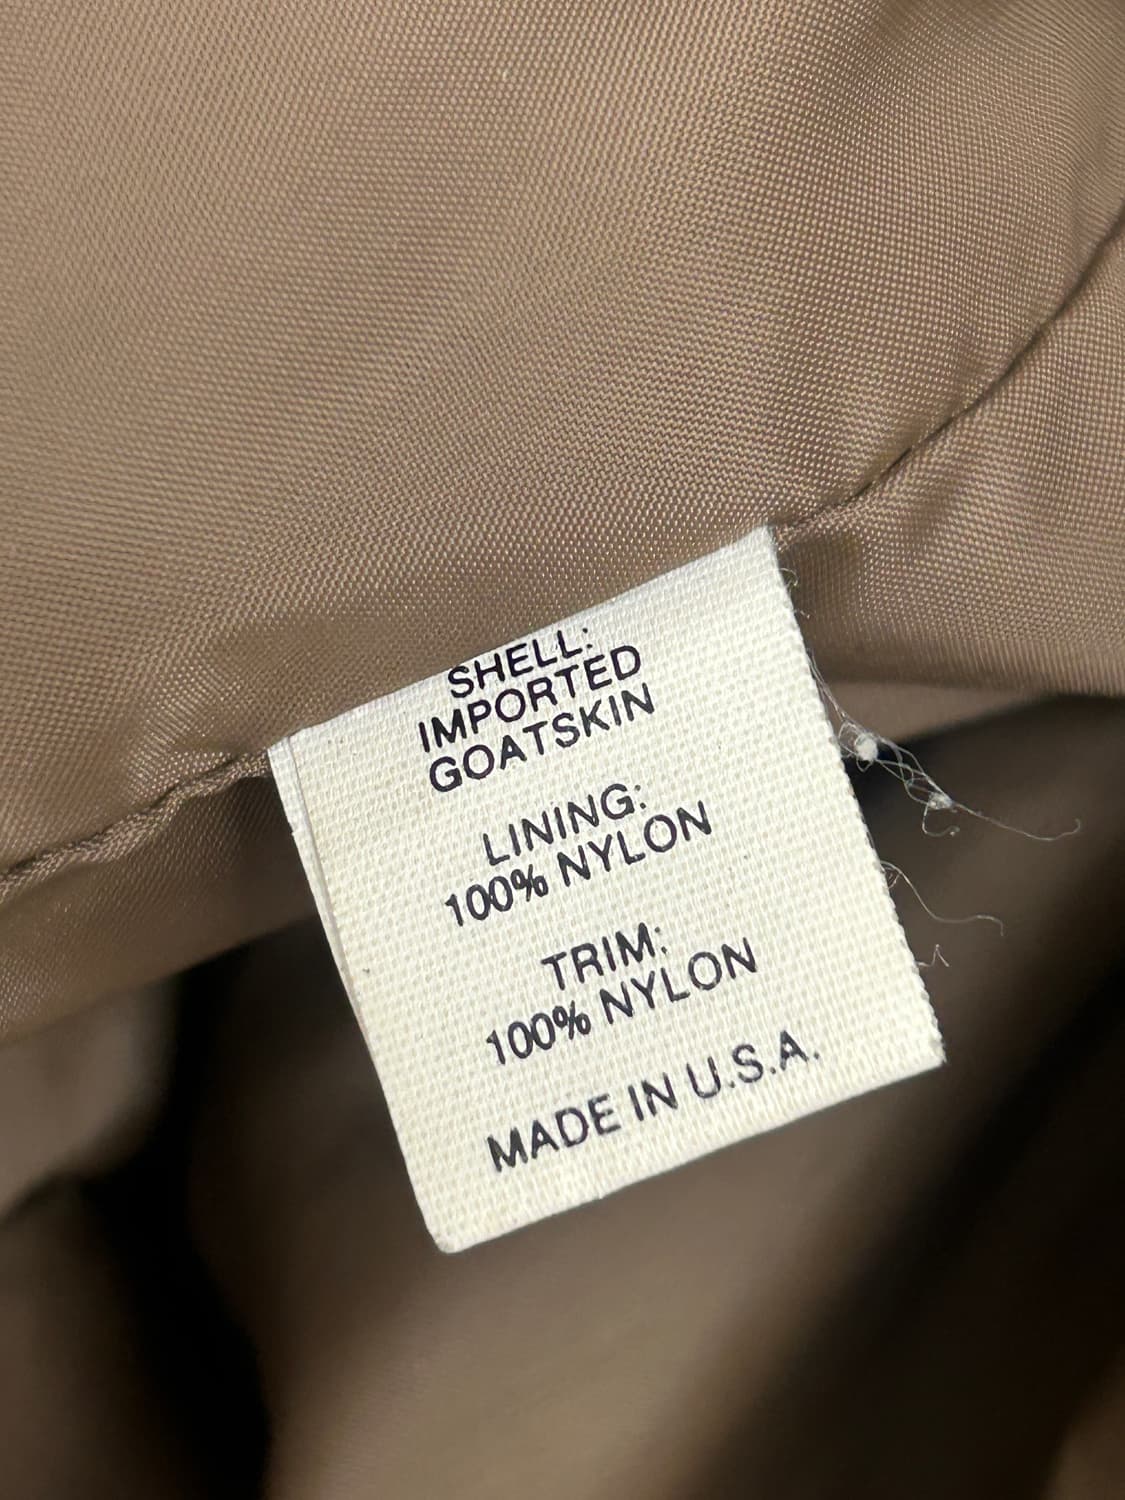 SHELL:
IMPORTED
GOATSKIN
LINING:
100% NYLON
TRIM:
100% NYLON
MADE IN U.S.A.